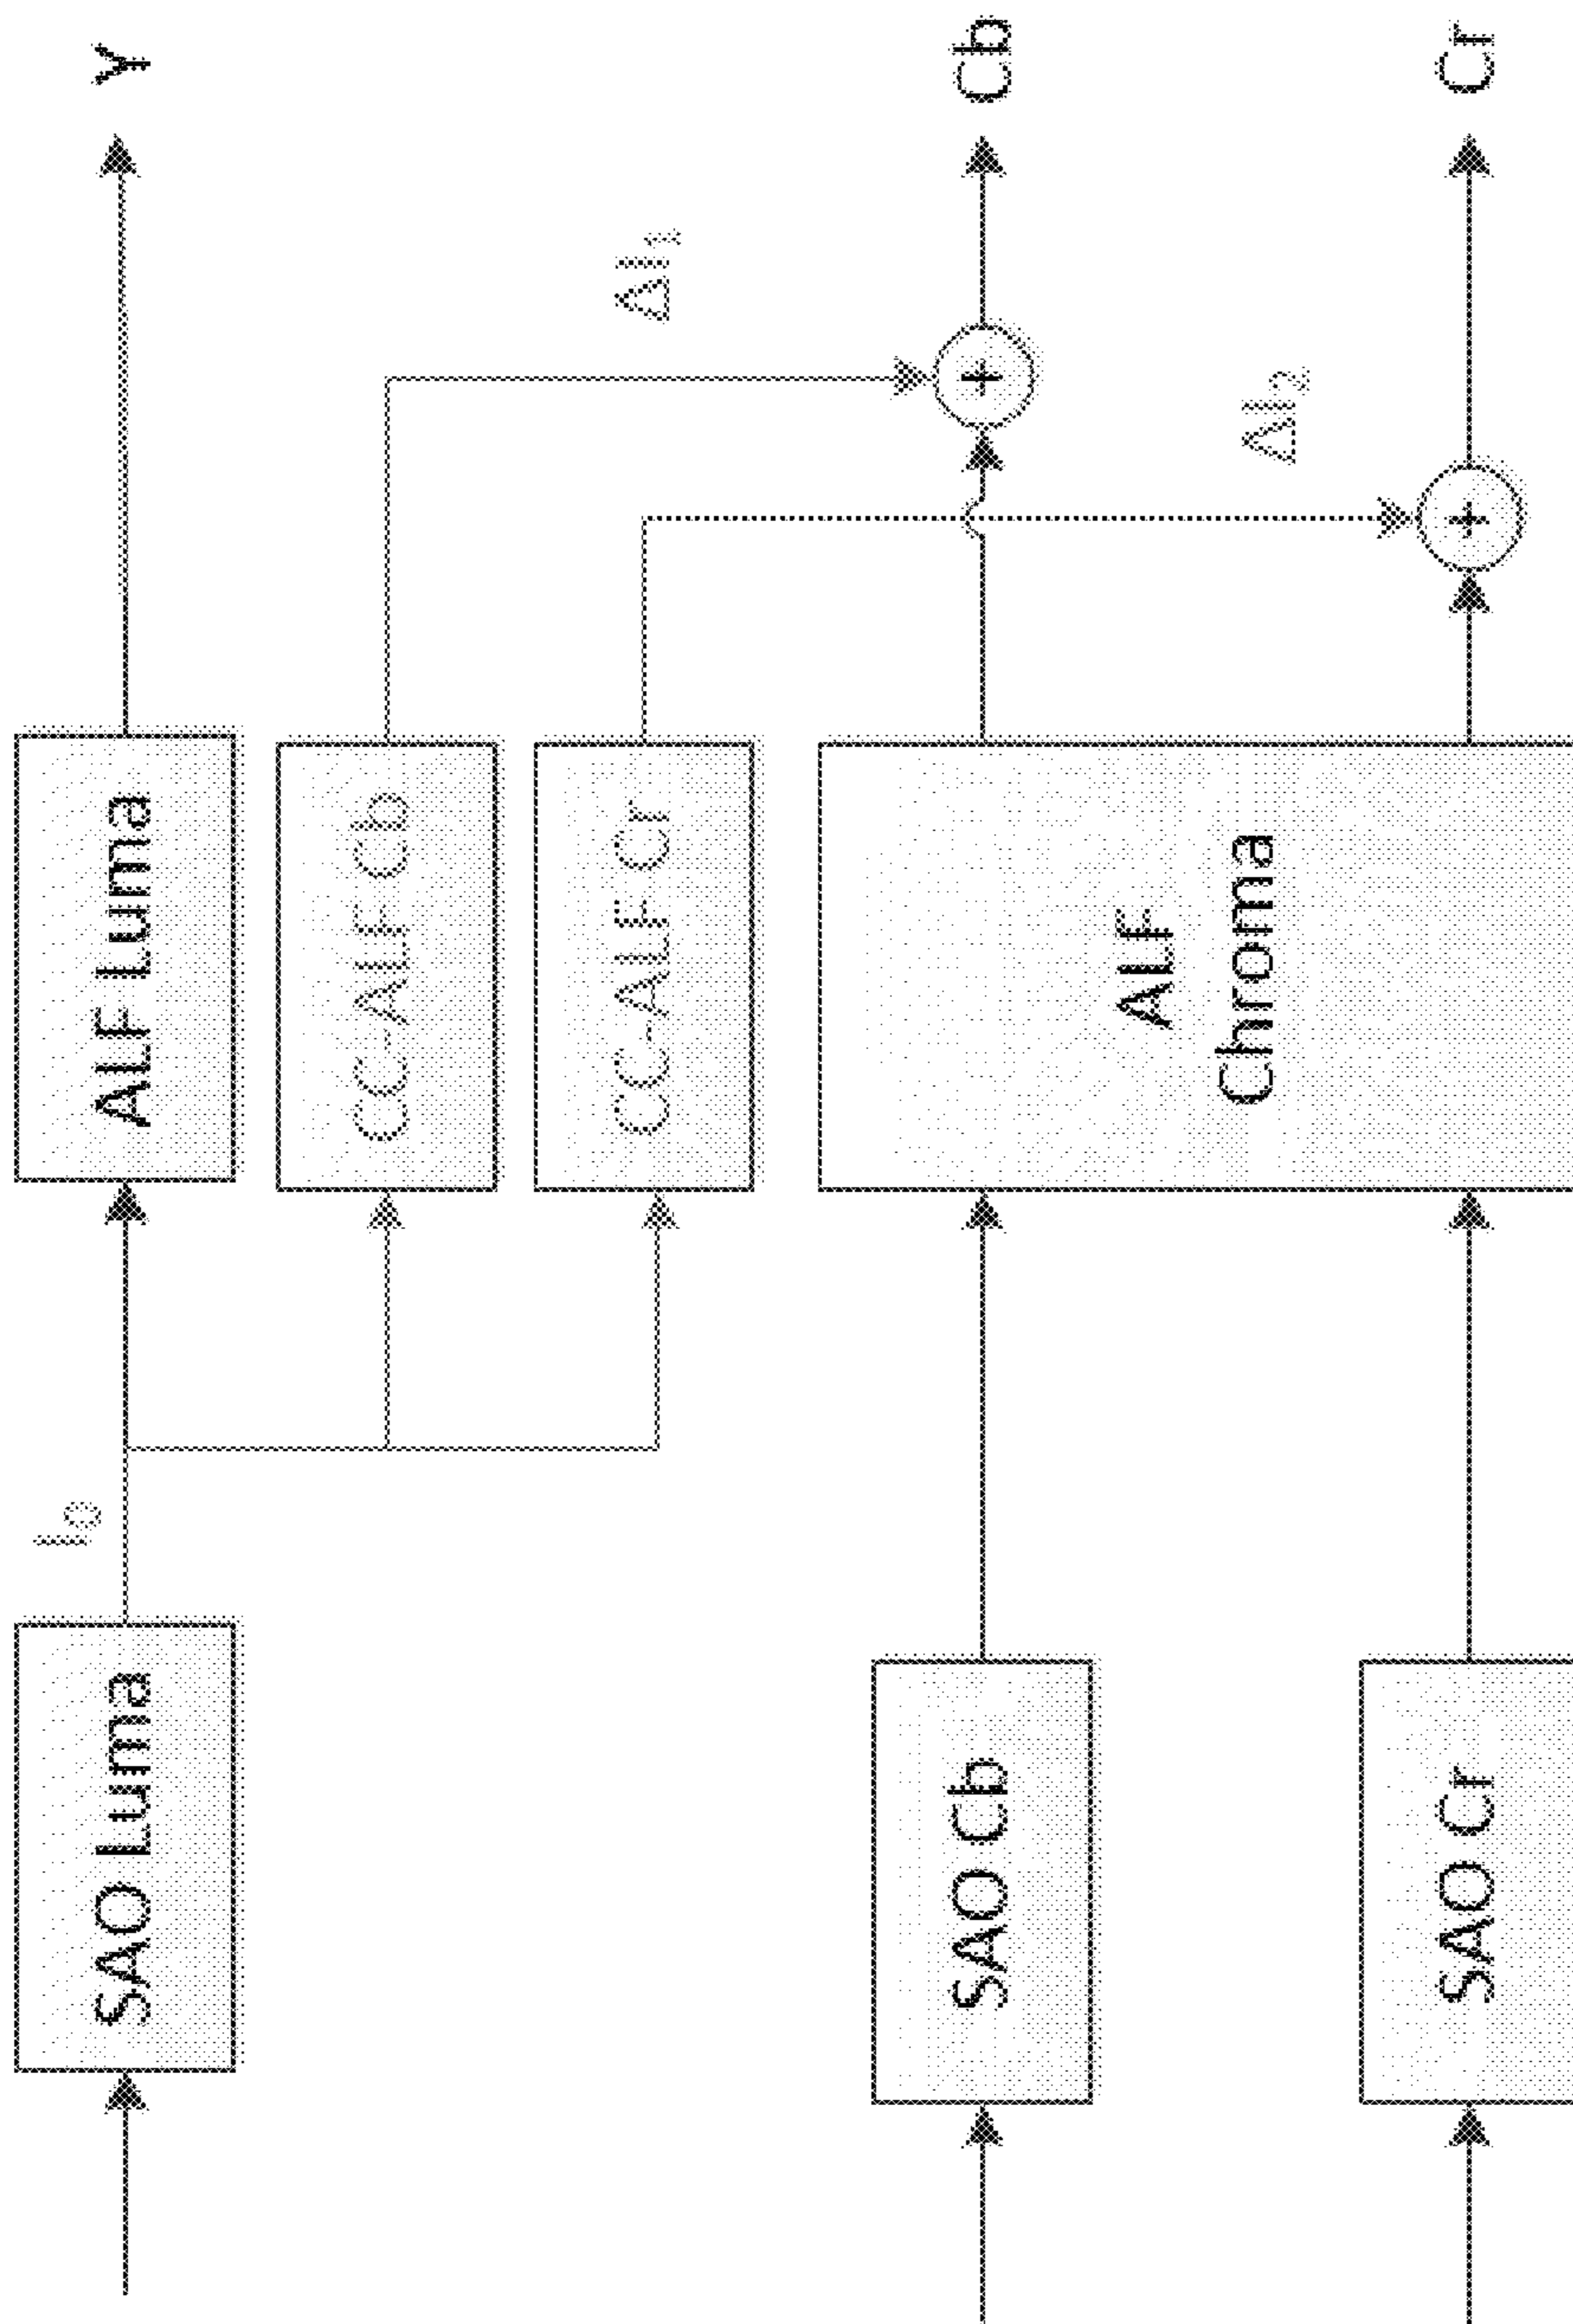 SAO Luma
I₀
ALF Luma
Y
CC-ALF Cb
ΔI₁
CC-ALF Cr
ΔI₂
SAO Cb
ALF
Chroma
+
Cb
SAO Cr
+
Cr